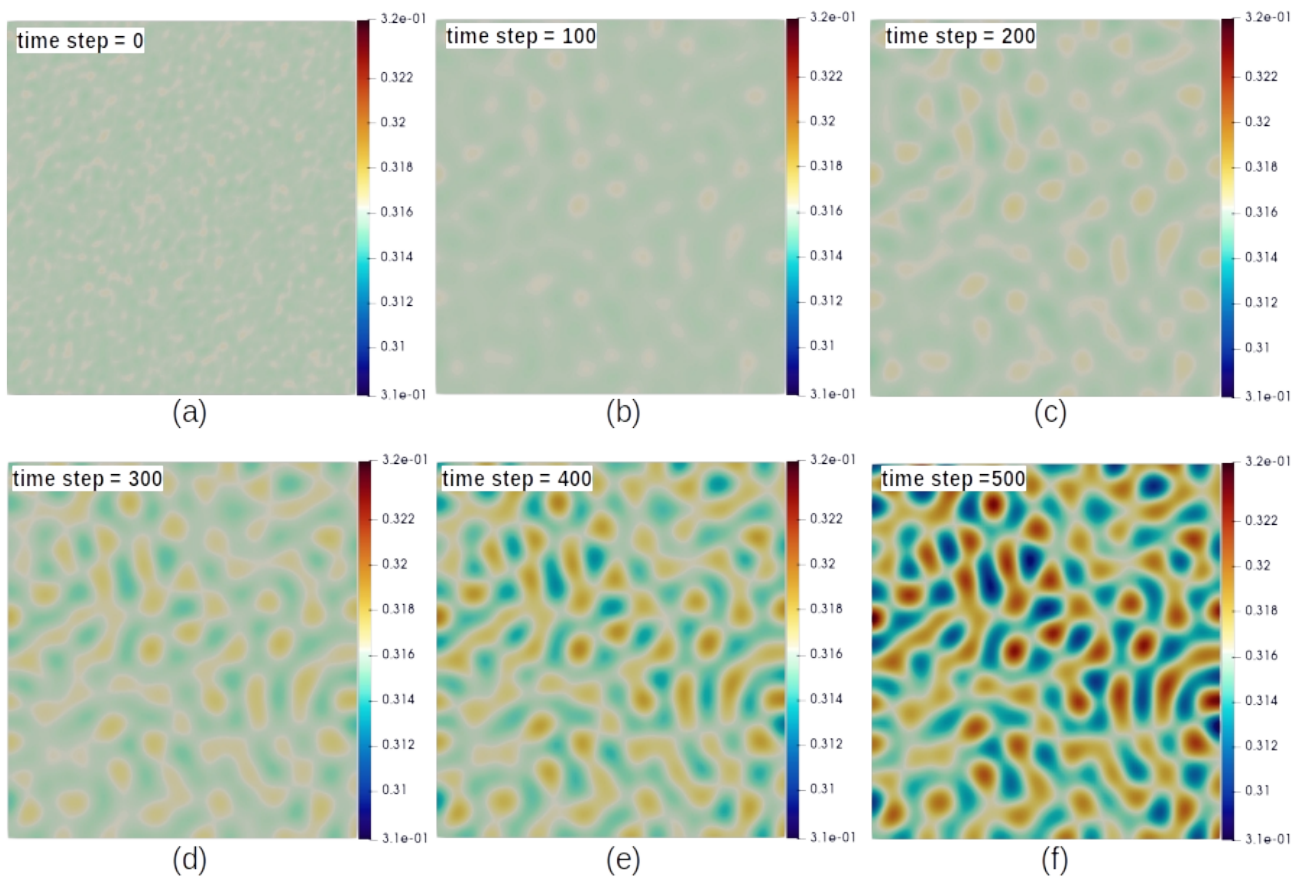 time step = 0
3.2e-01
0.322
0.32
0.318
0.316
0.314
0.312
0.31
3.1e-01
(a)
time step = 100
3.2e-01
0.322
0.32
0.318
0.316
0.314
0.312
0.31
3.1e-01
(b)
time step = 200
3.2e-01
0.322
0.32
0.318
0.316
0.314
0.312
0.31
3.1e-01
(c)
time step = 300
3.2e-01
0.322
0.32
0.318
0.316
0.314
0.312
0.31
3.1e-01
(d)
time step = 400
3.2e-01
0.322
0.32
0.318
0.316
0.314
0.312
0.31
3.1e-01
(e)
time step =500
3.2e-01
0.322
0.32
0.318
0.316
0.314
0.312
0.31
3.1e-01
(f)